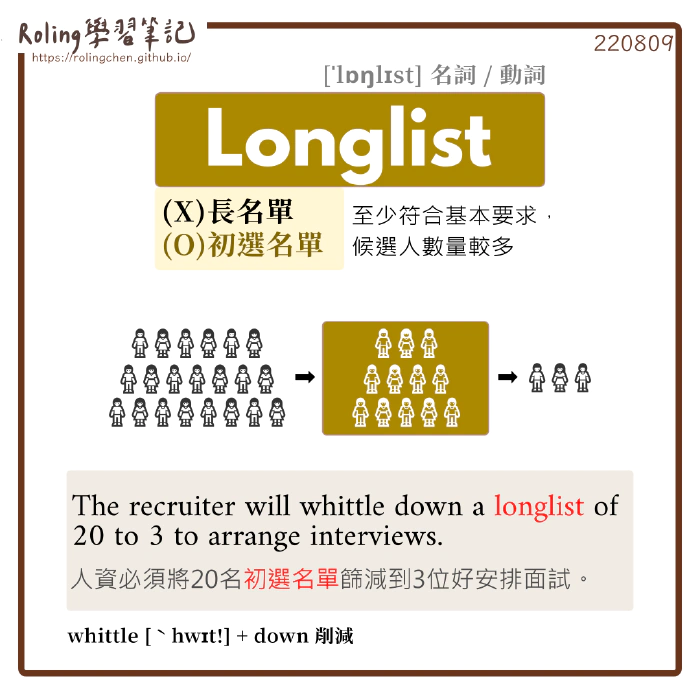 Roling學習筆記
https://rolingchen.github.io/
220809
[ˈlɒŋlɪst] 名詞 / 動詞
Longlist
(X)長名單
(O)初選名單
至少符合基本要求，
候選人數量較多
The recruiter will whittle down a longlist of
20 to 3 to arrange interviews.
人資必須將20名初選名單篩減到3位好安排面試。
whittle [ˋhwɪt!] + down 削減